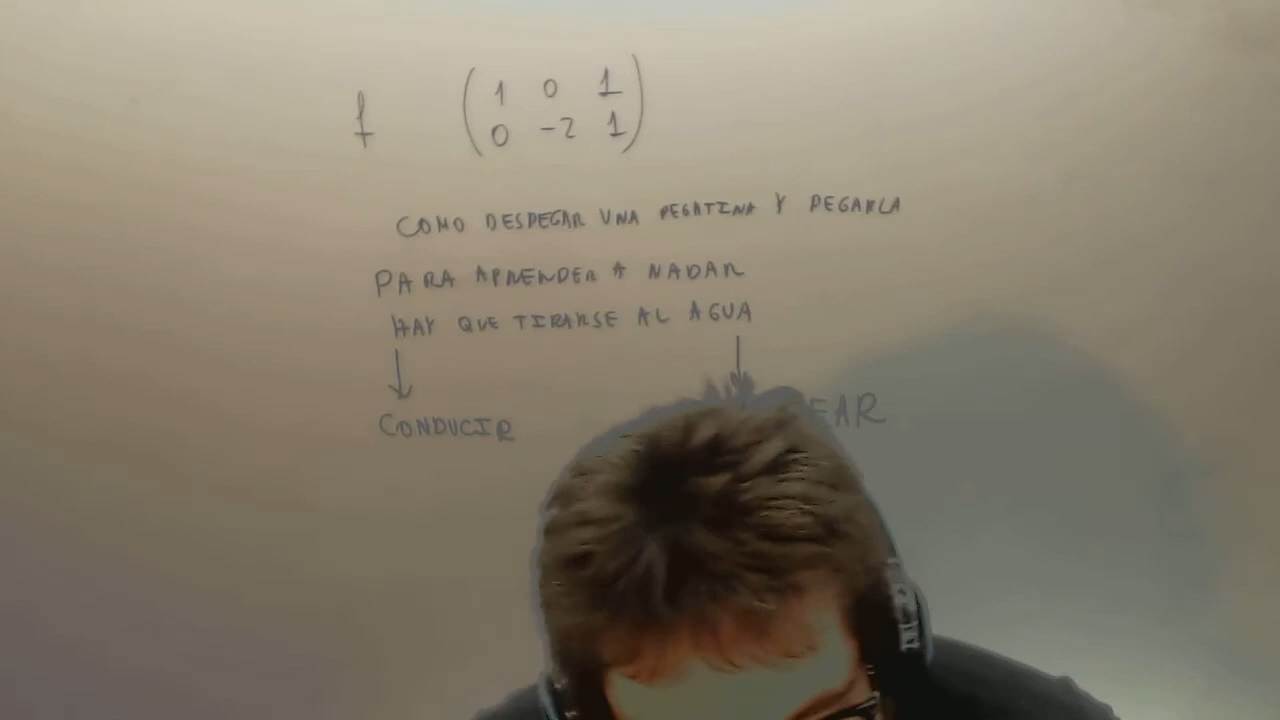 f ( 1 0 1
0 -2 1 )
COMO DESPEGAR UNA PEGATINA Y PEGARLA
PARA APRENDER A NADAR
HAY QUE TIRARSE AL AGUA
CONDUCIR